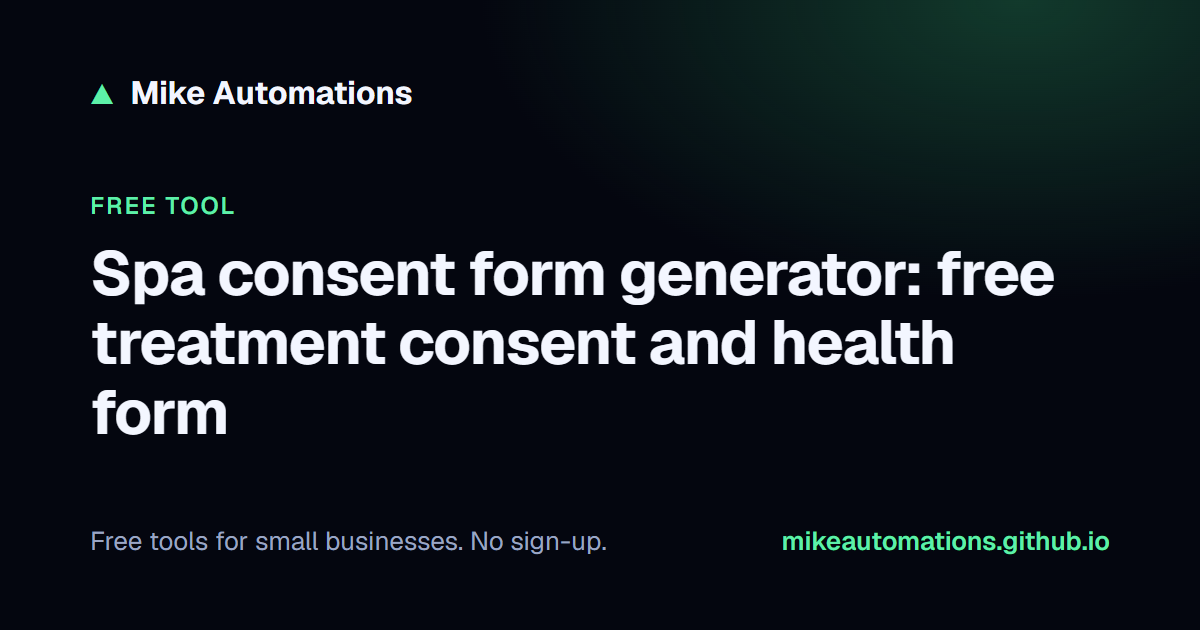 Mike Automations
FREE TOOL
Spa consent form generator: free
treatment consent and health
form
Free tools for small businesses. No sign-up.
mikeautomations.github.io